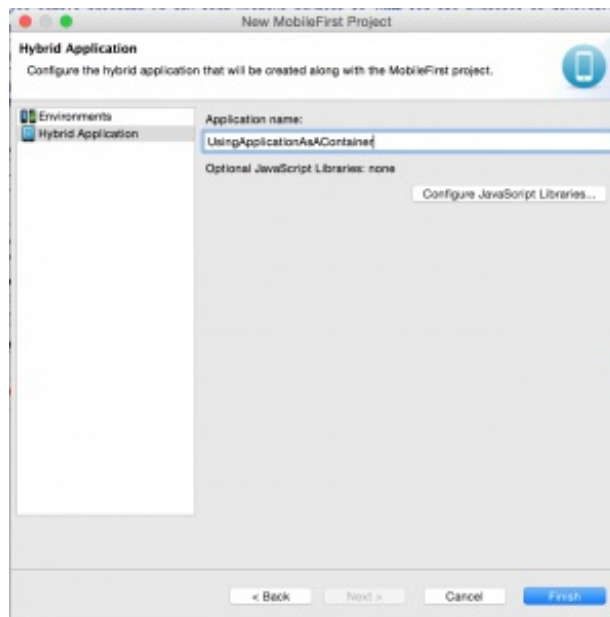 New MobileFirst Project
Hybrid Application
Configure the hybrid application that will be created along with the MobileFirst project.
Environments
Hybrid Application
Application name:
UsingApplicationAsAContainer
Optional JavaScript Libraries: none
Configure JavaScript Libraries...
< Back
Next >
Cancel
Finish